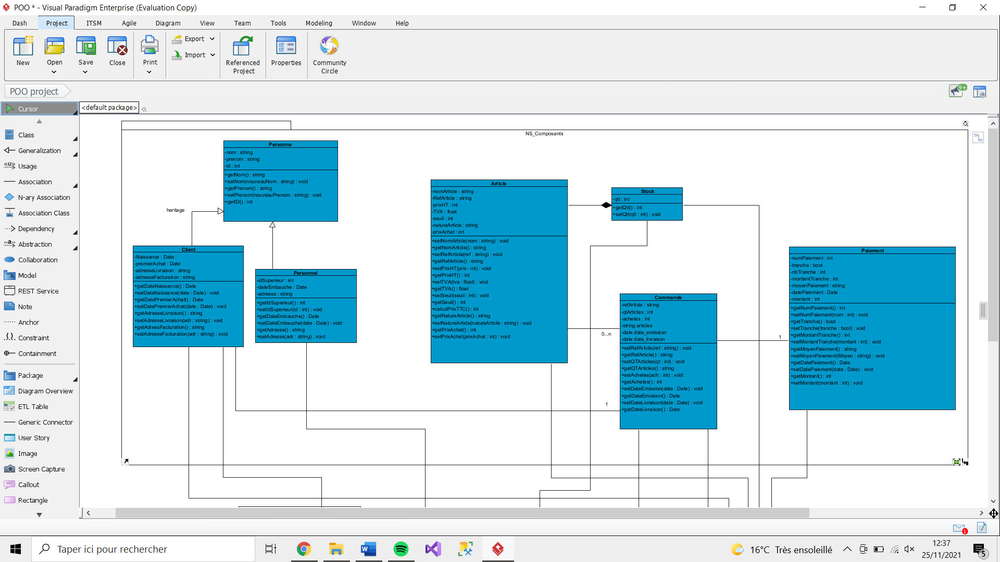 POO * - Visual Paradigm Enterprise (Evaluation Copy)
Dash Project ITSM Agile Diagram View Team Tools Modeling Window Help
New
Open
Save
Close
Print
Export
Import
Referenced
Project
Properties
Community
Circle
POO project
9+
Cursor
<default package>
Class
Generalization
Usage
Association
N-ary Association
Association Class
Dependency
Abstraction
Collaboration
Model
REST Service
Note
Anchor
Constraint
Containment
Package
Diagram Overview
ETL Table
Generic Connector
User Story
Image
Screen Capture
Callout
Rectangle
NS_Composants
Personne
-nom : string
-prenom : string
-id : int
+getNom() : string
+setNom(nouveauNom : string) : void
+getPrenom() : string
+setPrenom(nouveauPrenom : string) : void
+getID() : int
heritage
Client
-Naissance : Date
-premierAchat : Date
-adresseLivraison : string
-adresseFacturation : string
+getDateNaissance() : Date
+setDateNaissance(date : Date) : void
+getDatePremierAchat() : Date
+setDatePremierAchat(date : Date) : void
+getAdresseLivraison() : string
+setAdresseLivraison(adr : string) : void
+getAdressFacturation() : string
+setAdresseFacturation(adr : string) : void
Personnel
-idSuperieur : int
-dateEmbauche : Date
-adresse : string
+getIdSuperieur() : int
+setIdSuperieur(id : int) : void
+getDateEmbauche() : Date
+setDateEmbauche(date : Date) : void
+getAdresse() : string
+setAdresse(adr : string) : void
Article
-nomArticle : string
-RefArticle : string
-prixHT : int
-TVA : float
-seuil : int
-natureArticle : string
-prixAchat : int
+setNomArticle(nom : string) : void
+getNomArticle() : string
+setRefArticle(ref : string) : void
+getRefArticle() : string
+setPrixHT(prix : int) : void
+getPrixHT() : int
+setTVA(tva : float) : void
+getTVA() : float
+setSeuil(seuil : int) : void
+getSeuil() : int
+calculPrixTTC() : int
+getNatureArticle() : string
+setNatureArticle(natureArticle : string) : void
+getPrixAchat() : int
+setPrixAchat(prixAchat : int) : void
Stock
-qtt : int
+getQtt() : int
+setQtt(qtt : int) : void
Commande
-refArticle : string
-qtArticles : int
-achetes : int
-string articles
-date date_emission
-date date_livraison
+setRefArticle(ref : string) : void
+getRefArticle() : string
+setQTArticles(qt : int) : void
+getQTArticles() : string
+setAchetes(ach : int) : void
+getAchetes() : int
+setDateEmission(date : Date) : void
+getDateEmission() : Date
+setDateLivraison(date : Date) : void
+getDateLivraison() : Date
0...n
1
1
Paiement
-numPaiement : int
-tranche : bool
-nbTranche : int
-montantTranche : int
-moyenPaiement : string
-datePaiement : Date
-montant : int
+getNumPaiement() : int
+setNumPaiement(num : int) : void
+getTranche() : bool
+setTranche(tranche : bool) : void
+getMontantTranche() : int
+setMontantTranche(montant : int) : void
+getMoyenPaiement() : string
+setMoyenPaiement(Moyen : string) : void
+getDatePaiement() : Date
+setDatePaiement(date : Date) : void
+getMontant() : int
+setMontant(montant : int) : void
1
Taper ici pour rechercher
16°C Très ensoleillé
12:37
25/11/2021
5